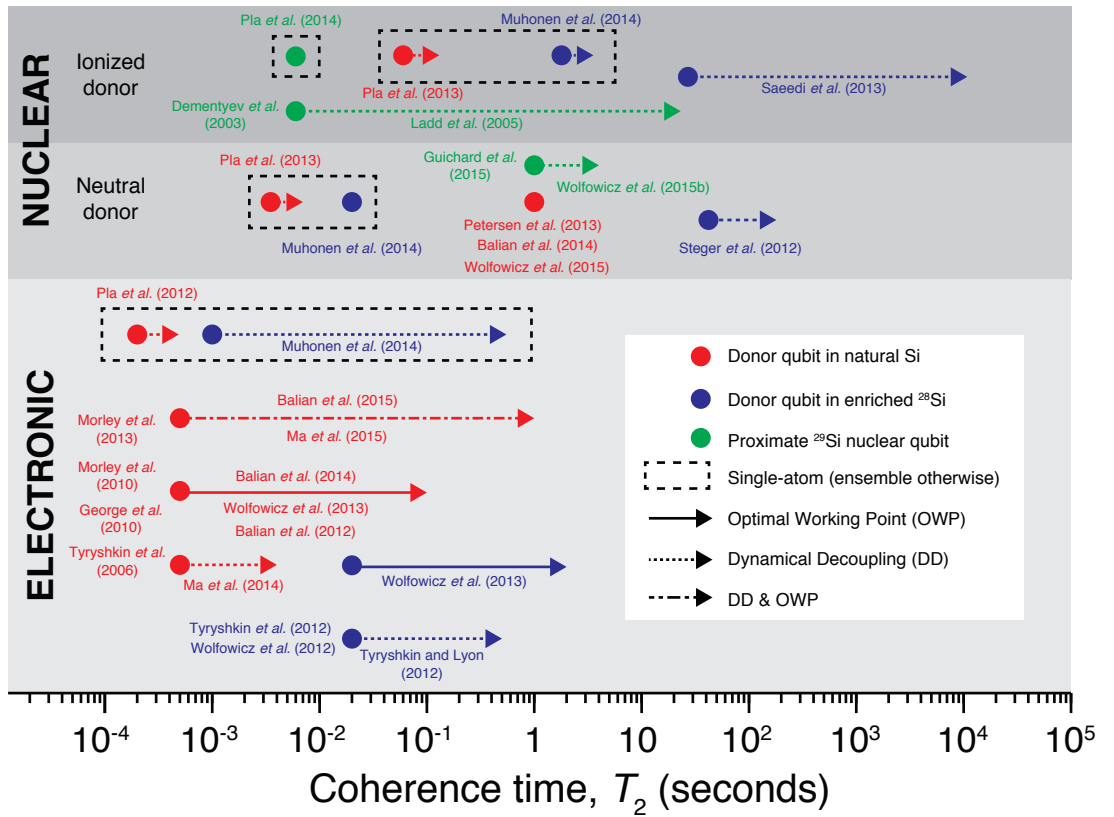 NUCLEAR
Ionized
donor
Pla et al. (2014)
Muhonen et al. (2014)
Pla et al. (2013)
Saeedi et al. (2013)
Dementyev et al.
(2003)
Ladd et al. (2005)
Neutral
donor
Pla et al. (2013)
Muhonen et al. (2014)
Guichard et al.
(2015)
Wolfowicz et al. (2015b)
Petersen et al. (2013)
Balian et al. (2014)
Wolfowicz et al. (2015)
Steger et al. (2012)
ELECTRONIC
Pla et al. (2012)
Muhonen et al.
(2014)
Morley et al.
(2013)
Balian et al. (2015)
Ma et al. (2015)
Morley et al.
(2010)
George et al.
(2010)
Balian et al. (2014)
Wolfowicz et al. (2013)
Balian et al. (2012)
Tyryshkin et al.
(2006)
Ma et al. (2014)
Wolfowicz et al. (2013)
Tyryshkin et al. (2012)
Wolfowicz et al. (2012)
Tyryshkin and Lyon
(2012)
Donor qubit in natural Si
Donor qubit in enriched ²⁸Si
Proximate ²⁹Si nuclear qubit
Single-atom (ensemble otherwise)
Optimal Working Point (OWP)
Dynamical Decoupling (DD)
DD & OWP
10⁻⁴ 10⁻³ 10⁻² 10⁻¹ 1 10 10² 10³ 10⁴ 10⁵
Coherence time, T₂ (seconds)